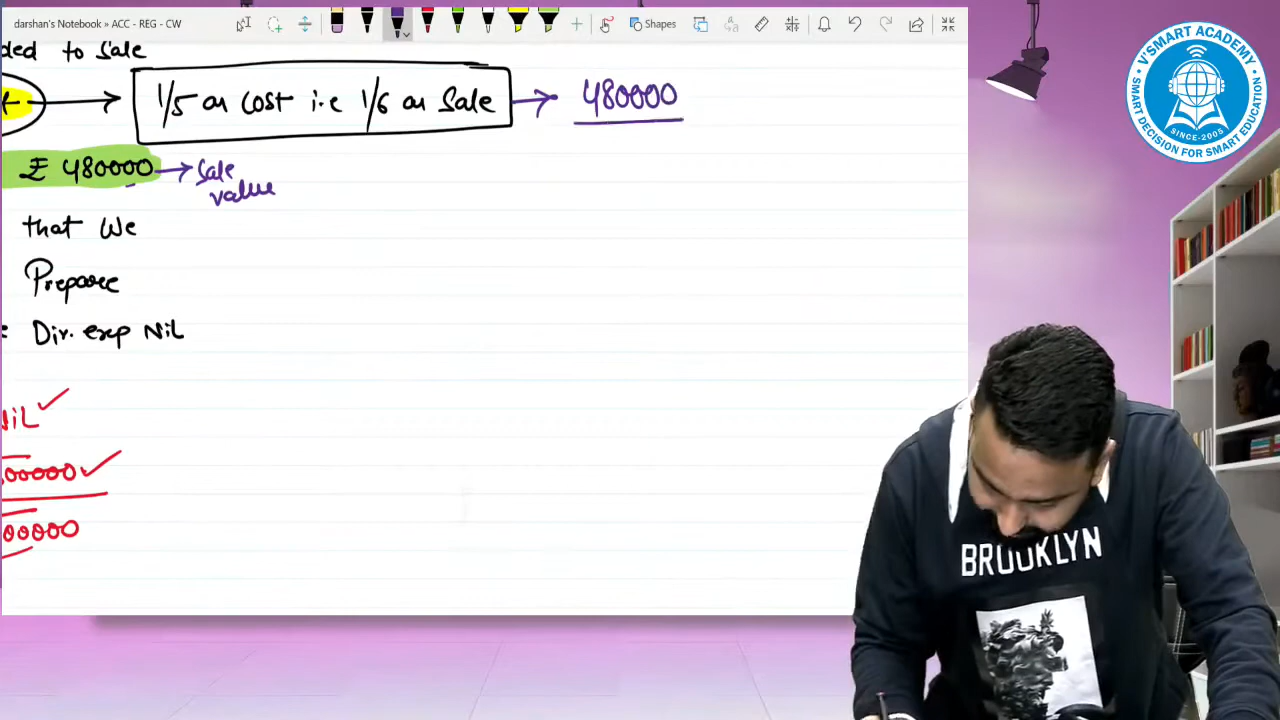 darshan's Notebook » ACC - REG - CW
Shapes
ded to Sale
1/5 on Cost i.e 1/6 on Sale
480000
₹ 480000
Sale
value
that We
Prepare
Dir. exp NiL
NiL
00000
00000
V'SMART ACADEMY
SMART DECISION FOR SMART EDUCATION
SINCE-2005
BROOKLYN